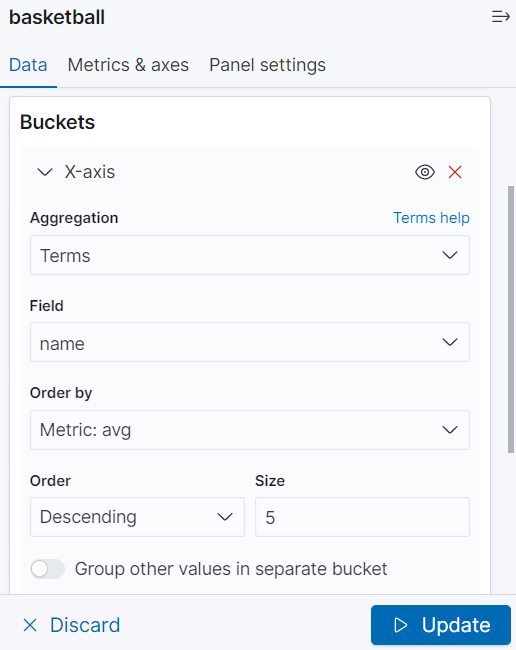 basketball
Data Metrics & axes Panel settings
Buckets
X-axis
Aggregation Terms help
Terms
Field
name
Order by
Metric: avg
Order Size
Descending 5
Group other values in separate bucket
Discard Update